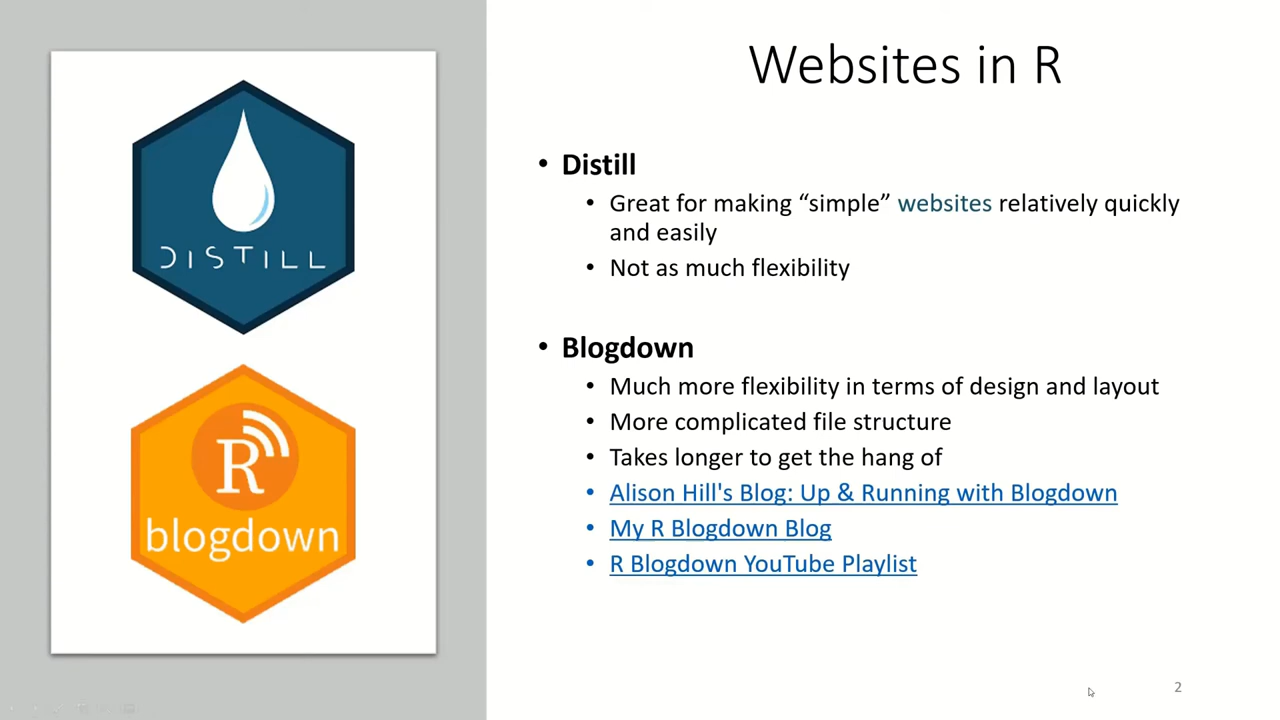 Websites in R
DISTILL
R
blogdown
• Distill
• Great for making “simple” websites relatively quickly
and easily
• Not as much flexibility
• Blogdown
• Much more flexibility in terms of design and layout
• More complicated file structure
• Takes longer to get the hang of
• Alison Hill's Blog: Up & Running with Blogdown
• My R Blogdown Blog
• R Blogdown YouTube Playlist
2